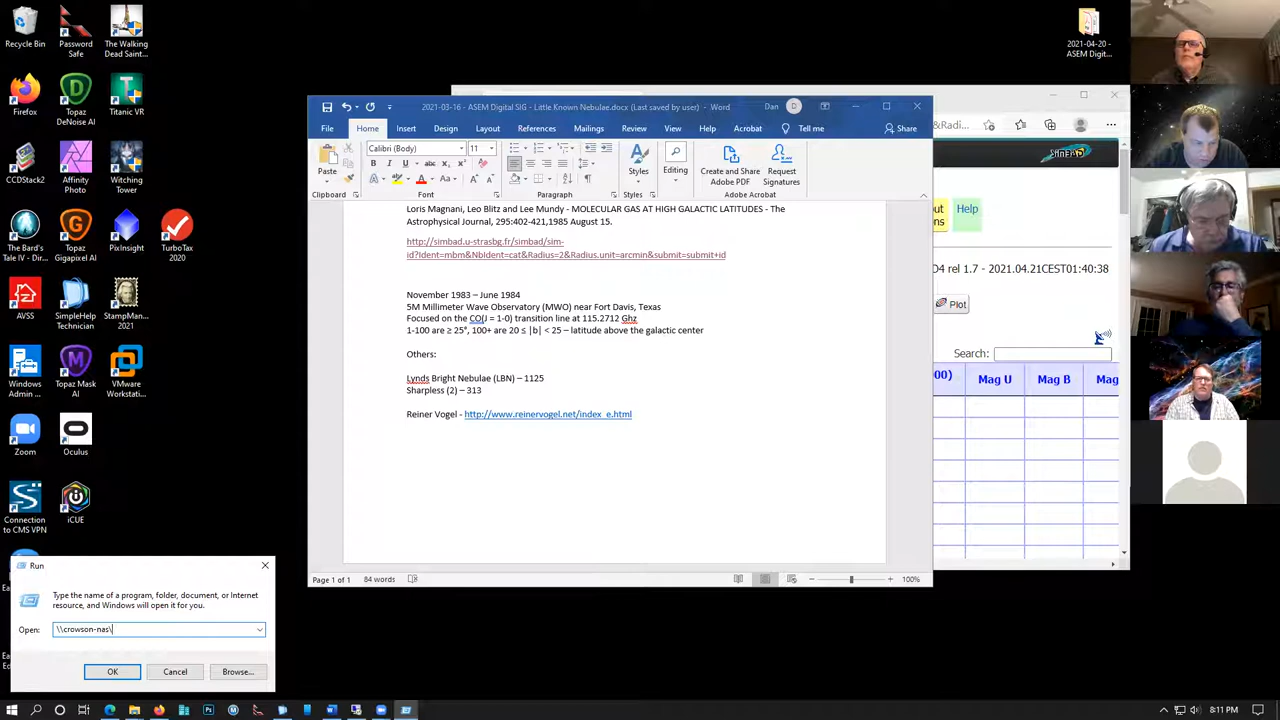 Recycle Bin
Password
Safe
The Walking
Dead Saint...
Firefox
Topaz
DeNoise AI
Titanic VR
CCDStack2
Affinity
Photo
Witching
Tower
The Bard's
Tale IV - Dir...
Topaz
Gigapixel AI
PixInsight
TurboTax
2020
AVSS
SimpleHelp
Technician
StampMan...
2021
Windows
Admin ...
Topaz Mask
AI
VMware
Workstati...
Zoom
Oculus
Connection
to CMS VPN
iCUE
2021-04-20 -
ASEM Digit...
2021-03-16 - ASEM Digital SIG - Little Known Nebulae.docx (Last saved by user) - Word
Dan
D
File
Home
Insert
Design
Layout
References
Mailings
Review
View
Help
Acrobat
Tell me
Share
Paste
Calibri (Body)
11
B I U abc x₂ x²
Styles
Editing
Create and Share
Adobe PDF
Request
Signatures
Clipboard
Font
Paragraph
Styles
Adobe Acrobat
Loris Magnani, Leo Blitz and Lee Mundy - MOLECULAR GAS AT HIGH GALACTIC LATITUDES - The
Astrophysical Journal, 295:402-421,1985 August 15.
http://simbad.u-strasbg.fr/simbad/sim-
id?Ident=mbm&NbIdent=cat&Radius=2&Radius.unit=arcmin&submit=submit+id
November 1983 – June 1984
5M Millimeter Wave Observatory (MWO) near Fort Davis, Texas
Focused on the CO(J = 1-0) transition line at 115.2712 Ghz
1-100 are ≥ 25°, 100+ are 20 ≤ |b| < 25 – latitude above the galactic center
Others:
Lynds Bright Nebulae (LBN) – 1125
Sharpless (2) – 313
Reiner Vogel - http://www.reinervogel.net/index_e.html
Page 1 of 1
84 words
100%
&Radi...
Help
D4 rel 1.7 - 2021.04.21CEST01:40:38
Plot
Search:
Mag U
Mag B
Mag
Run
Type the name of a program, folder, document, or Internet
resource, and Windows will open it for you.
Open:
\\crowson-nas\
OK
Cancel
Browse...
8:11 PM